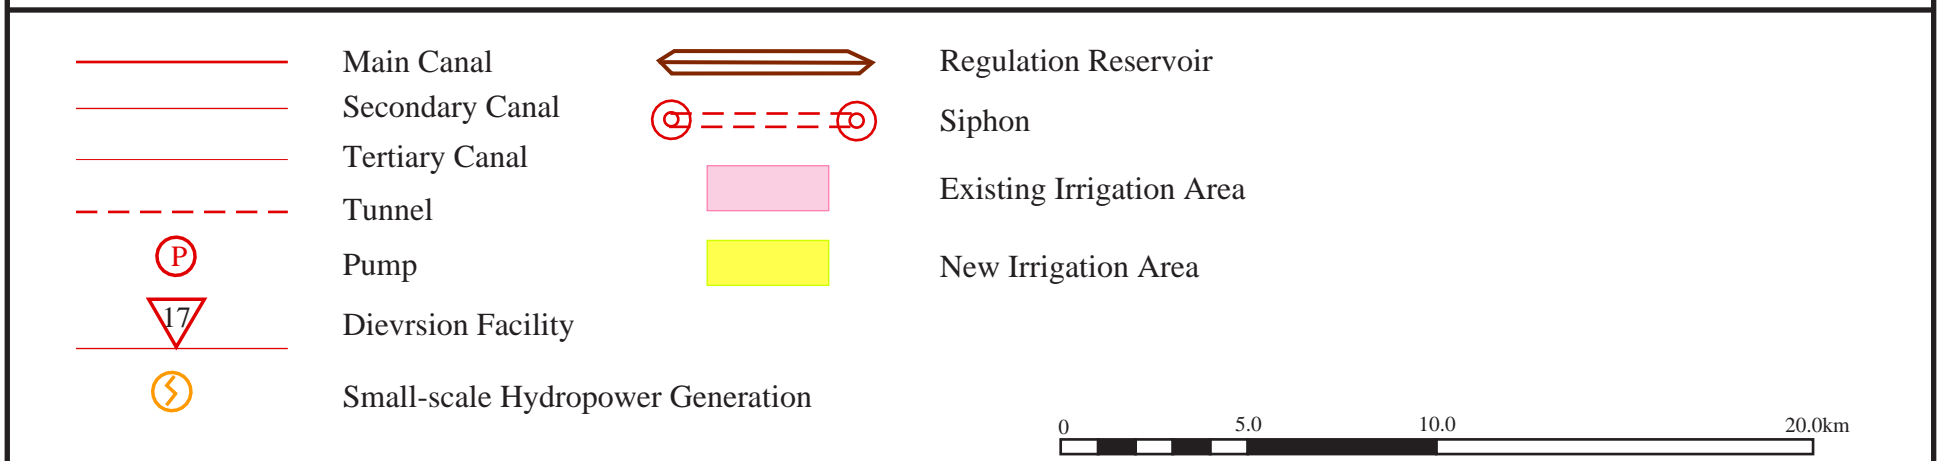 Main Canal
Secondary Canal
Tertiary Canal
Tunnel
P
Pump
17
Dievrsion Facility
Small-scale Hydropower Generation
Regulation Reservoir
Siphon
Existing Irrigation Area
New Irrigation Area
0 5.0 10.0 20.0km